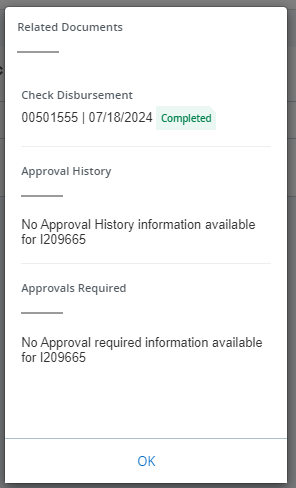 Related Documents
Check Disbursement
00501555 | 07/18/2024 Completed
Approval History
No Approval History information available
for I209665
Approvals Required
No Approval required information available
for I209665
OK